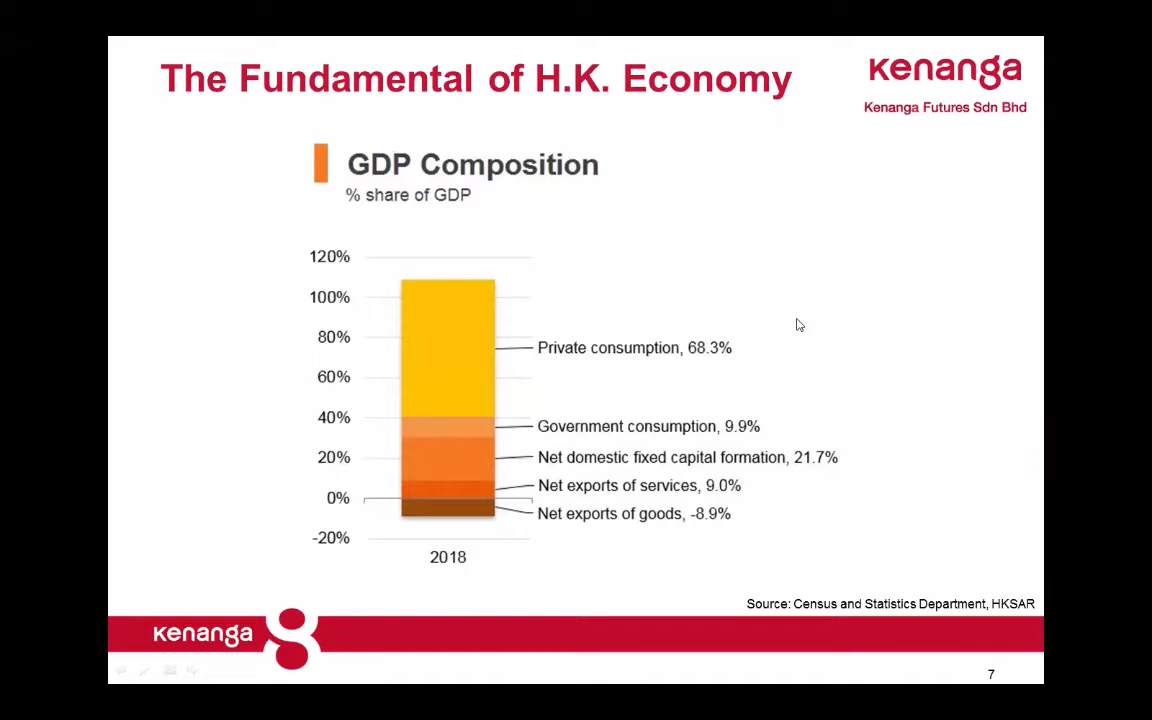 The Fundamental of H.K. Economy
Kenanga
Kenanga Futures Sdn Bhd
GDP Composition
% share of GDP
120%
100%
80%
60%
40%
20%
0%
-20%
Private consumption, 68.3%
Government consumption, 9.9%
Net domestic fixed capital formation, 21.7%
Net exports of services, 9.0%
Net exports of goods, -8.9%
2018
Source: Census and Statistics Department, HKSAR
Kenanga
7